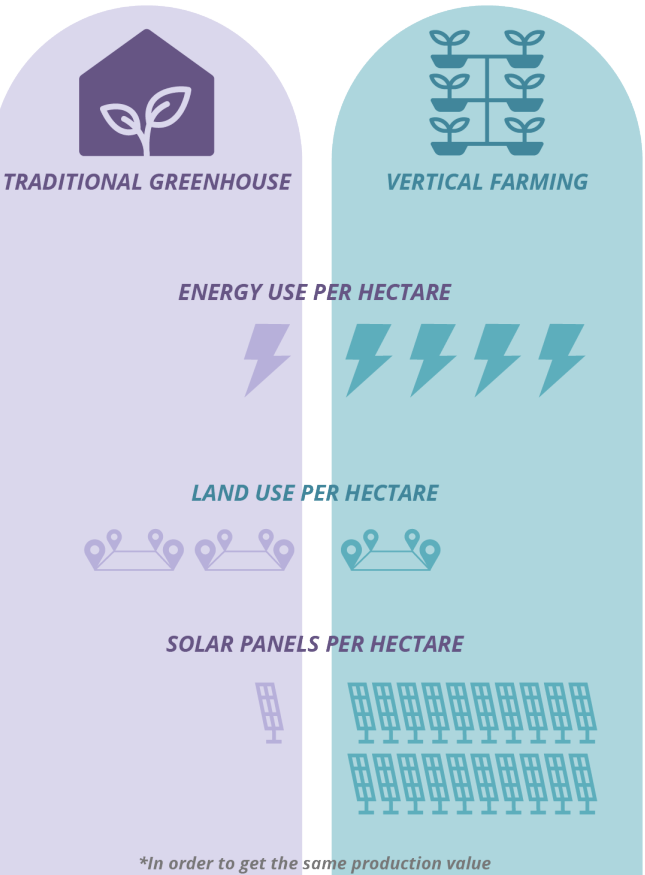 TRADITIONAL GREENHOUSE
VERTICAL FARMING
ENERGY USE PER HECTARE
LAND USE PER HECTARE
SOLAR PANELS PER HECTARE
*In order to get the same production value